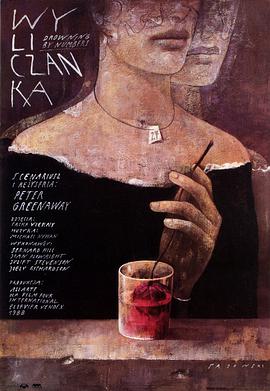 WY
LI
CZAN
KA
DROWNING
BY NUMBERS
SCENARIUSZ
I REŻYSERIA:
PETER
GREENAWAY
ZDJĘCIA:
SACHA VIERNY
MUZYKA:
MICHAEL NYMAN
WYKONAWCY:
BERNARD HILL
JOAN PLOWRIGHT
JULIET STEVENSON
JOELY RICHARDSON
PRODUKCJA:
ALLARTS
NA FILM FOUR
INTERNATIONAL
ELSEVIER VENDEX
1988
SADOWSKI